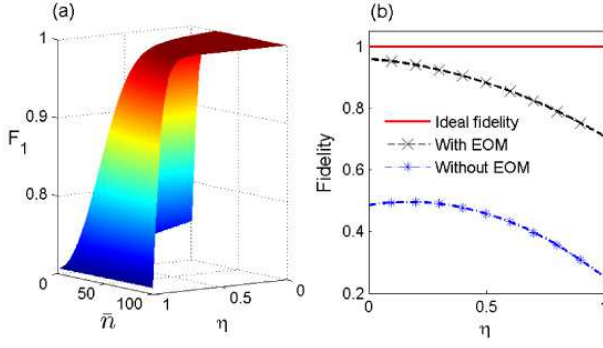 (a)
1
0.9
0.8
F1
0
50
100
n̄
1
0.5
0
η
(b)
1
0.8
0.6
0.4
0.2
Fidelity
Ideal fidelity
With EOM
Without EOM
0
0.5
1
η